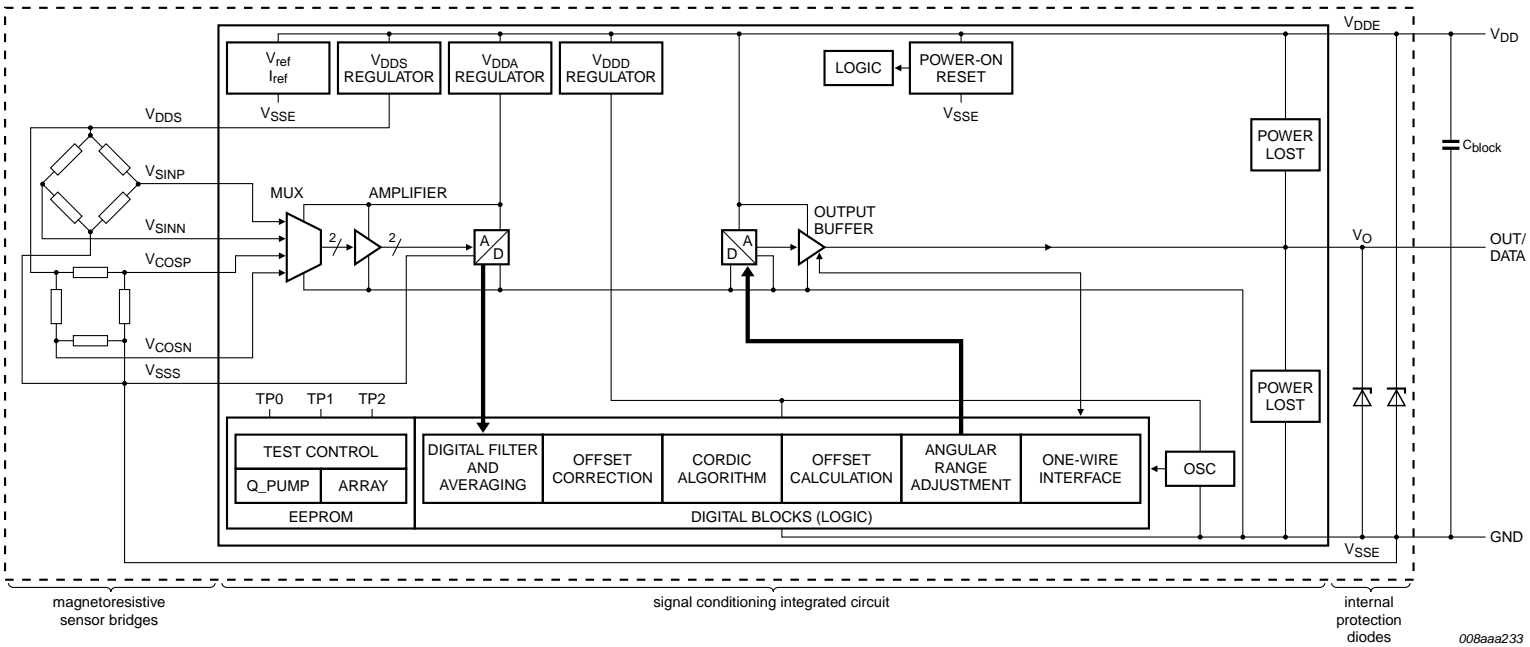 VDDE
VDD
Vref
Iref
VDDS
REGULATOR
VDDA
REGULATOR
VDDD
REGULATOR
LOGIC
POWER-ON
RESET
VSSE
VSSE
VDDS
POWER
LOST
Cblock
VSINP
MUX
AMPLIFIER
OUTPUT
BUFFER
VSINN
2
2
A
D
A
D
VO
OUT/
DATA
VCOSP
VCOSN
VSSS
POWER
LOST
TP0
TP1
TP2
TEST CONTROL
Q_PUMP
ARRAY
EEPROM
DIGITAL FILTER
AND
AVERAGING
OFFSET
CORRECTION
CORDIC
ALGORITHM
OFFSET
CALCULATION
ANGULAR
RANGE
ADJUSTMENT
ONE-WIRE
INTERFACE
OSC
DIGITAL BLOCKS (LOGIC)
GND
VSSE
magnetoresistive
sensor bridges
signal conditioning integrated circuit
internal
protection
diodes
008aaa233